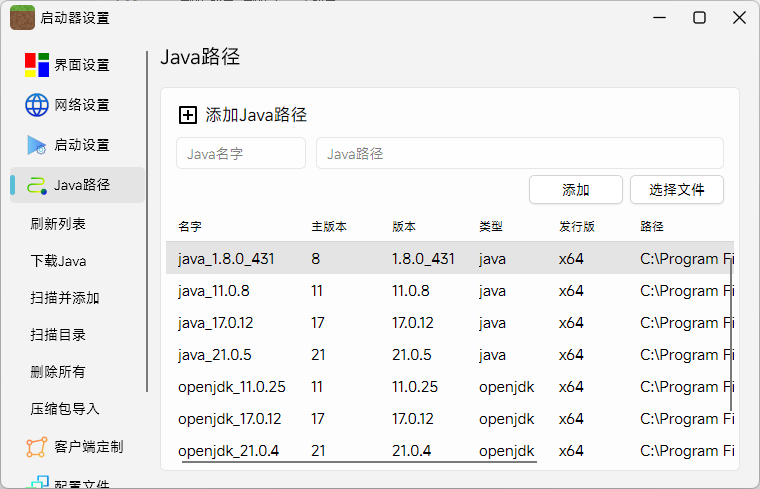 启动器设置
界面设置
网络设置
启动设置
Java路径
刷新列表
下载Java
扫描并添加
扫描目录
删除所有
压缩包导入
客户端定制
配置文件
Java路径
添加Java路径
Java名字 Java路径
添加 选择文件
名字 主版本 版本 类型 发行版 路径
java_1.8.0_431 8 1.8.0_431 java x64 C:\Program Fi
java_11.0.8 11 11.0.8 java x64 C:\Program Fi
java_17.0.12 17 17.0.12 java x64 C:\Program Fi
java_21.0.5 21 21.0.5 java x64 C:\Program Fi
openjdk_11.0.25 11 11.0.25 openjdk x64 C:\Program Fi
openjdk_17.0.12 17 17.0.12 openjdk x64 C:\Program Fi
openjdk_21.0.4 21 21.0.4 openjdk x64 C:\Program Fi